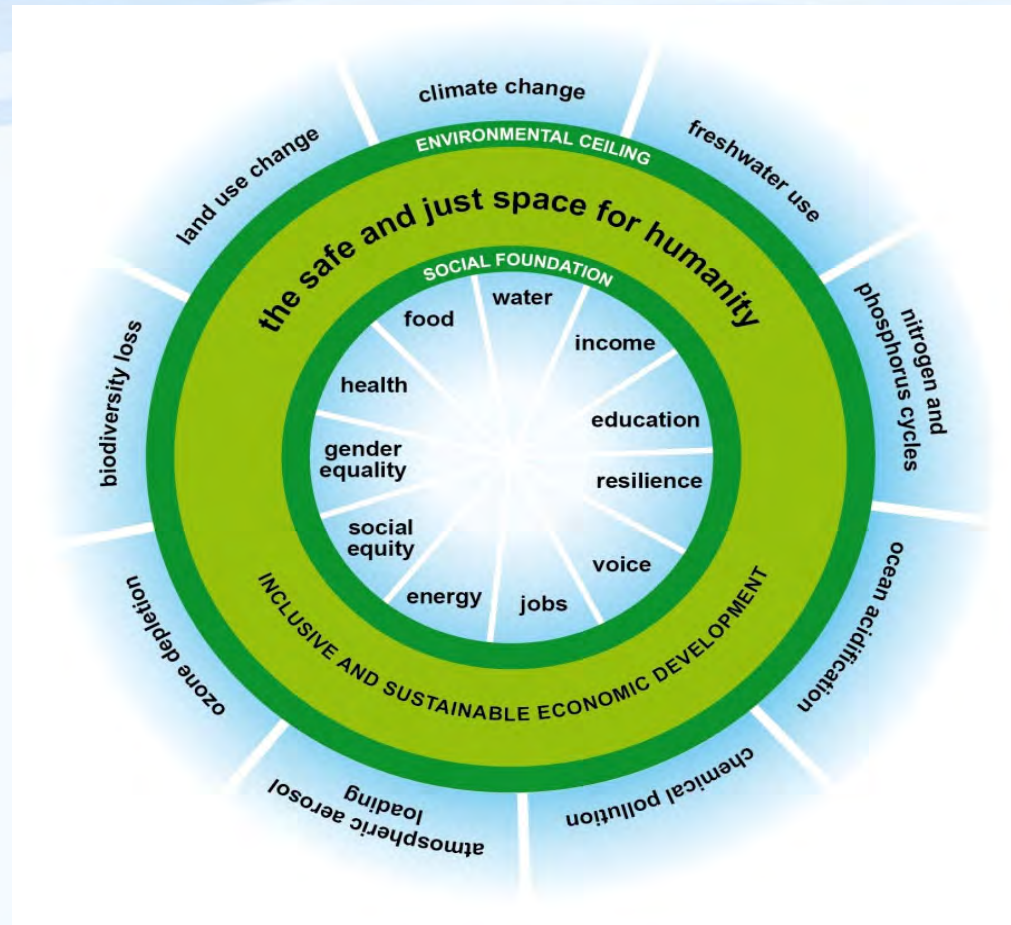 climate change
freshwater use
nitrogen and
phosphorus cycles
ocean acidification
chemical pollution
atmospheric aerosol
loading
ozone depletion
biodiversity loss
land use change
ENVIRONMENTAL CEILING
the safe and just space for humanity
SOCIAL FOUNDATION
water
income
education
resilience
voice
jobs
energy
social
equity
gender
equality
health
food
INCLUSIVE AND SUSTAINABLE ECONOMIC DEVELOPMENT